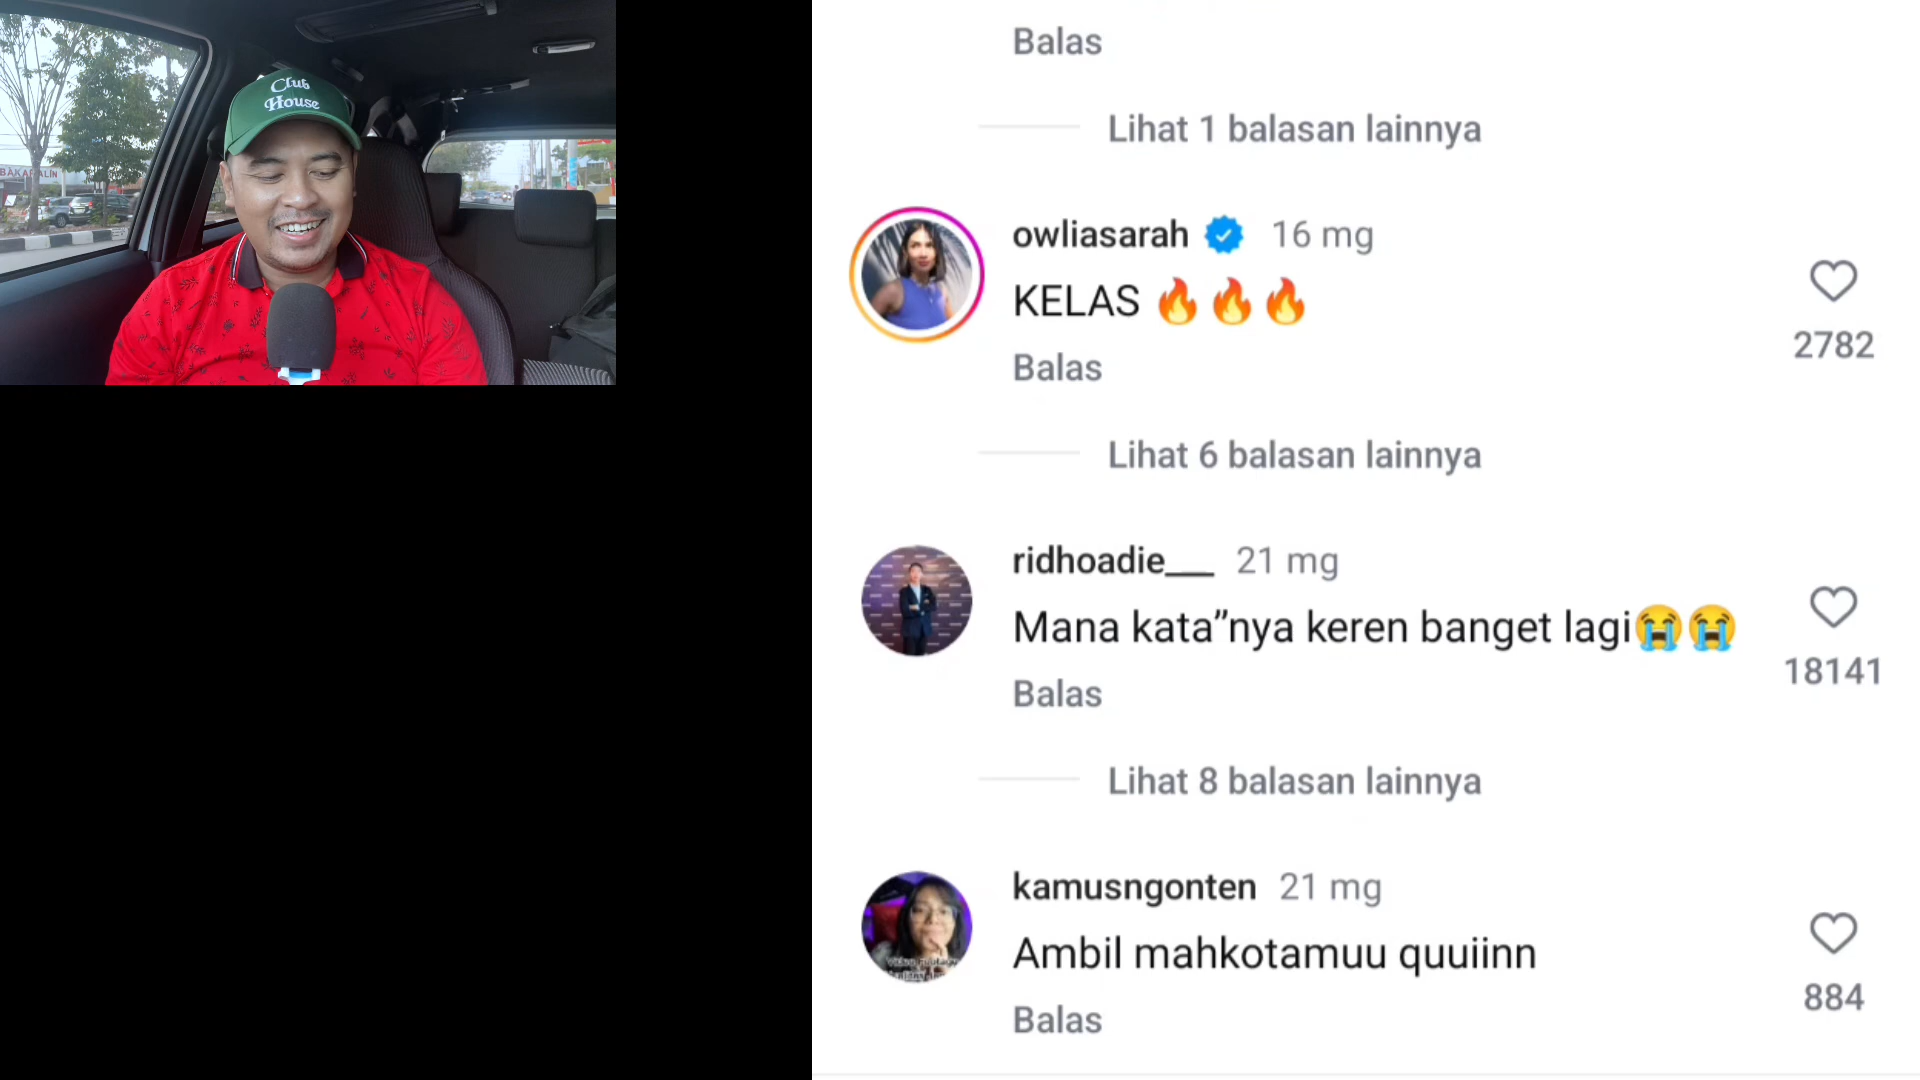 Club
House
BAKARALIN
Balas
Lihat 1 balasan lainnya
owliasarah 16 mg
KELAS 🔥🔥🔥
2782
Balas
Lihat 6 balasan lainnya
ridhoadie___ 21 mg
Mana kata”nya keren banget lagi😭😭
18141
Balas
Lihat 8 balasan lainnya
kamusngonten 21 mg
Ambil mahkotamuu quuiinn
884
Balas